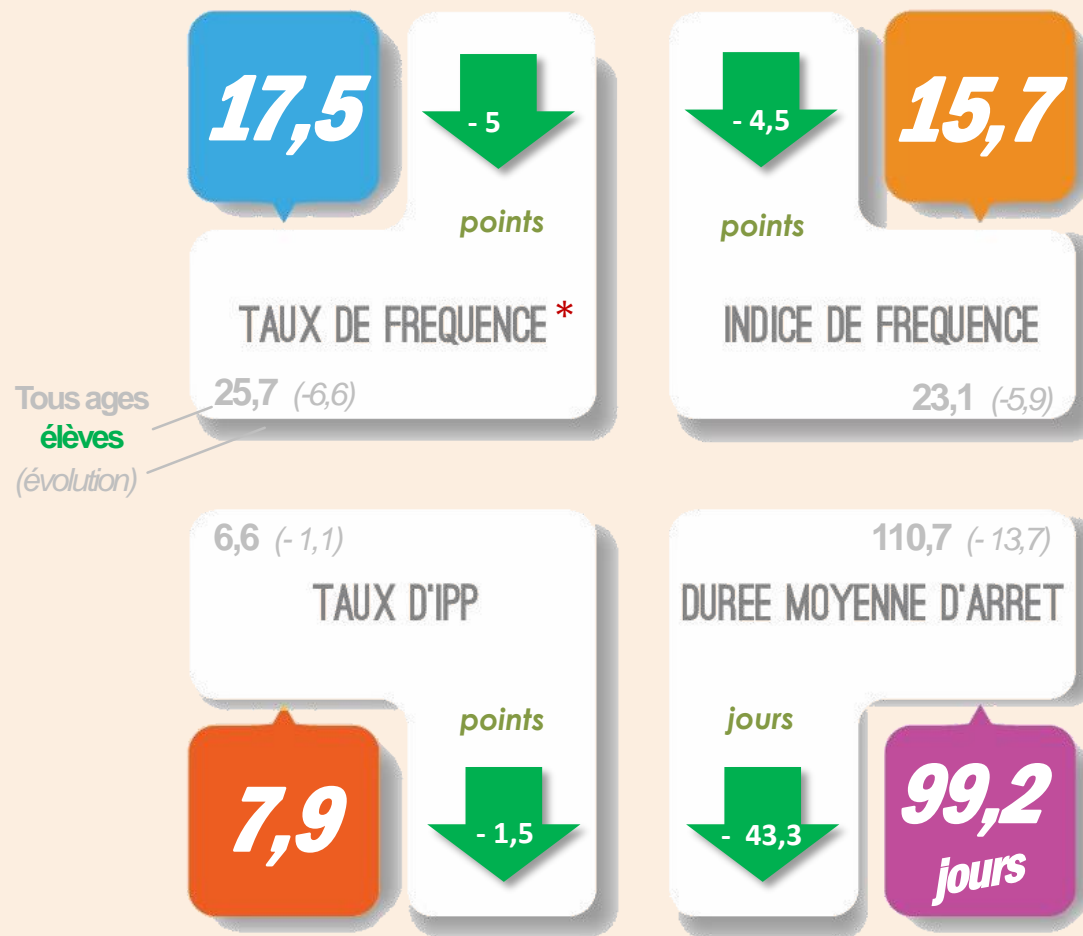 17,5
- 5
points
TAUX DE FREQUENCE *
25,7 (-6,6)
- 4,5
15,7
points
INDICE DE FREQUENCE
23,1 (-5,9)
Tous ages
élèves
(évolution)
6,6 (- 1,1)
TAUX D'IPP
points
7,9
- 1,5
110,7 (- 13,7)
DUREE MOYENNE D'ARRET
jours
- 43,3
99,2
jours